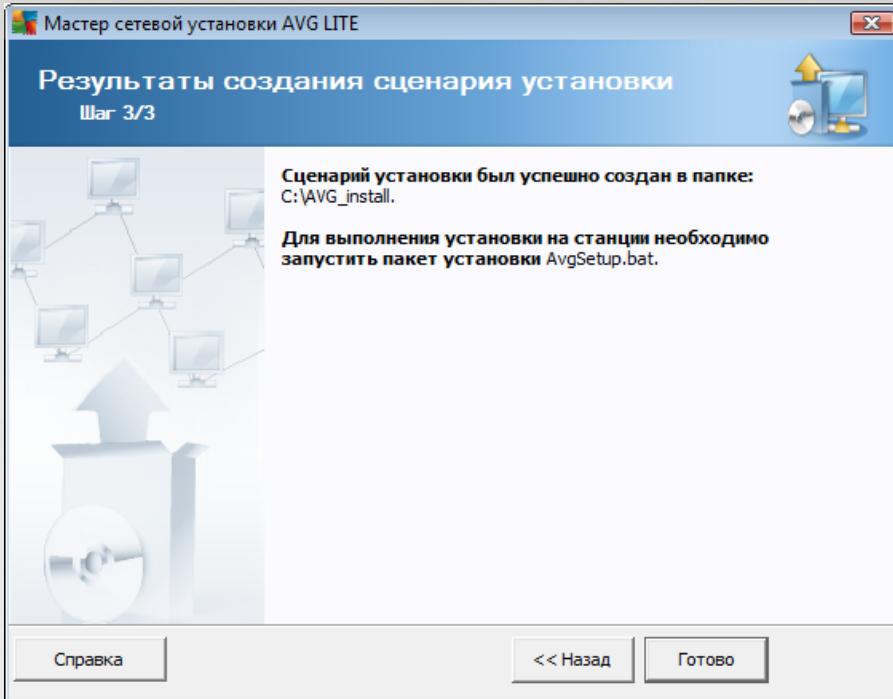 Мастер сетевой установки AVG LITE
Результаты создания сценария установки
Шаг 3/3
Сценарий установки был успешно создан в папке:
C:\AVG_install.
Для выполнения установки на станции необходимо
запустить пакет установки AvgSetup.bat.
Справка
<< Назад
Готово